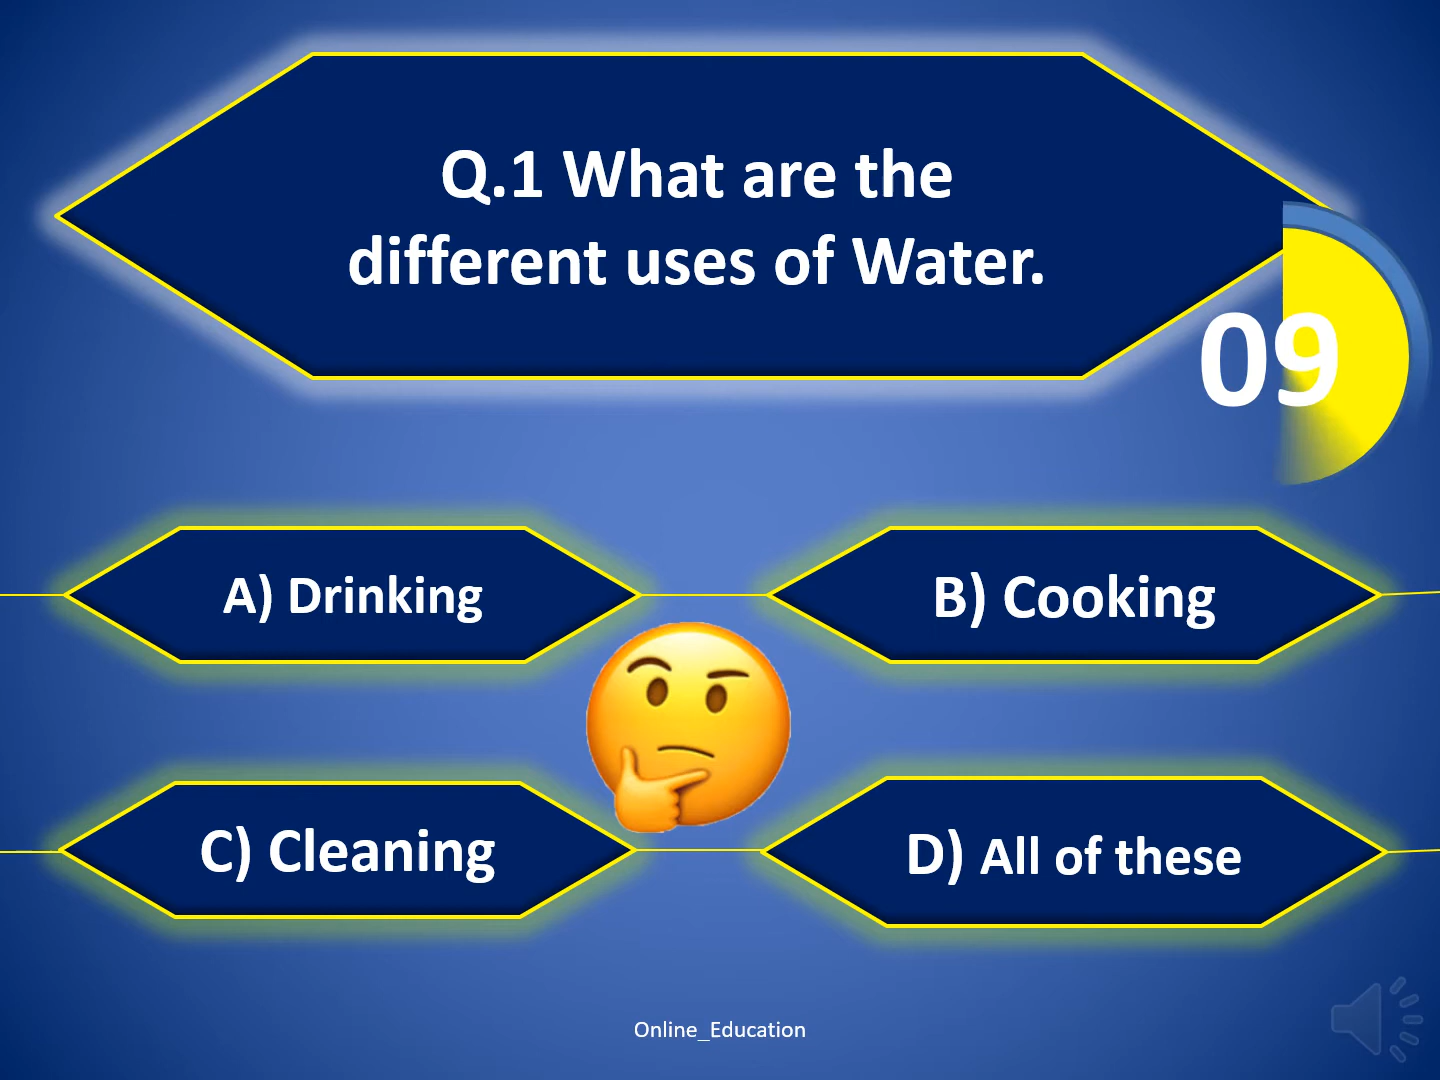 Q.1 What are the
different uses of Water.
09
A) Drinking
B) Cooking
C) Cleaning
D) All of these
Online_Education